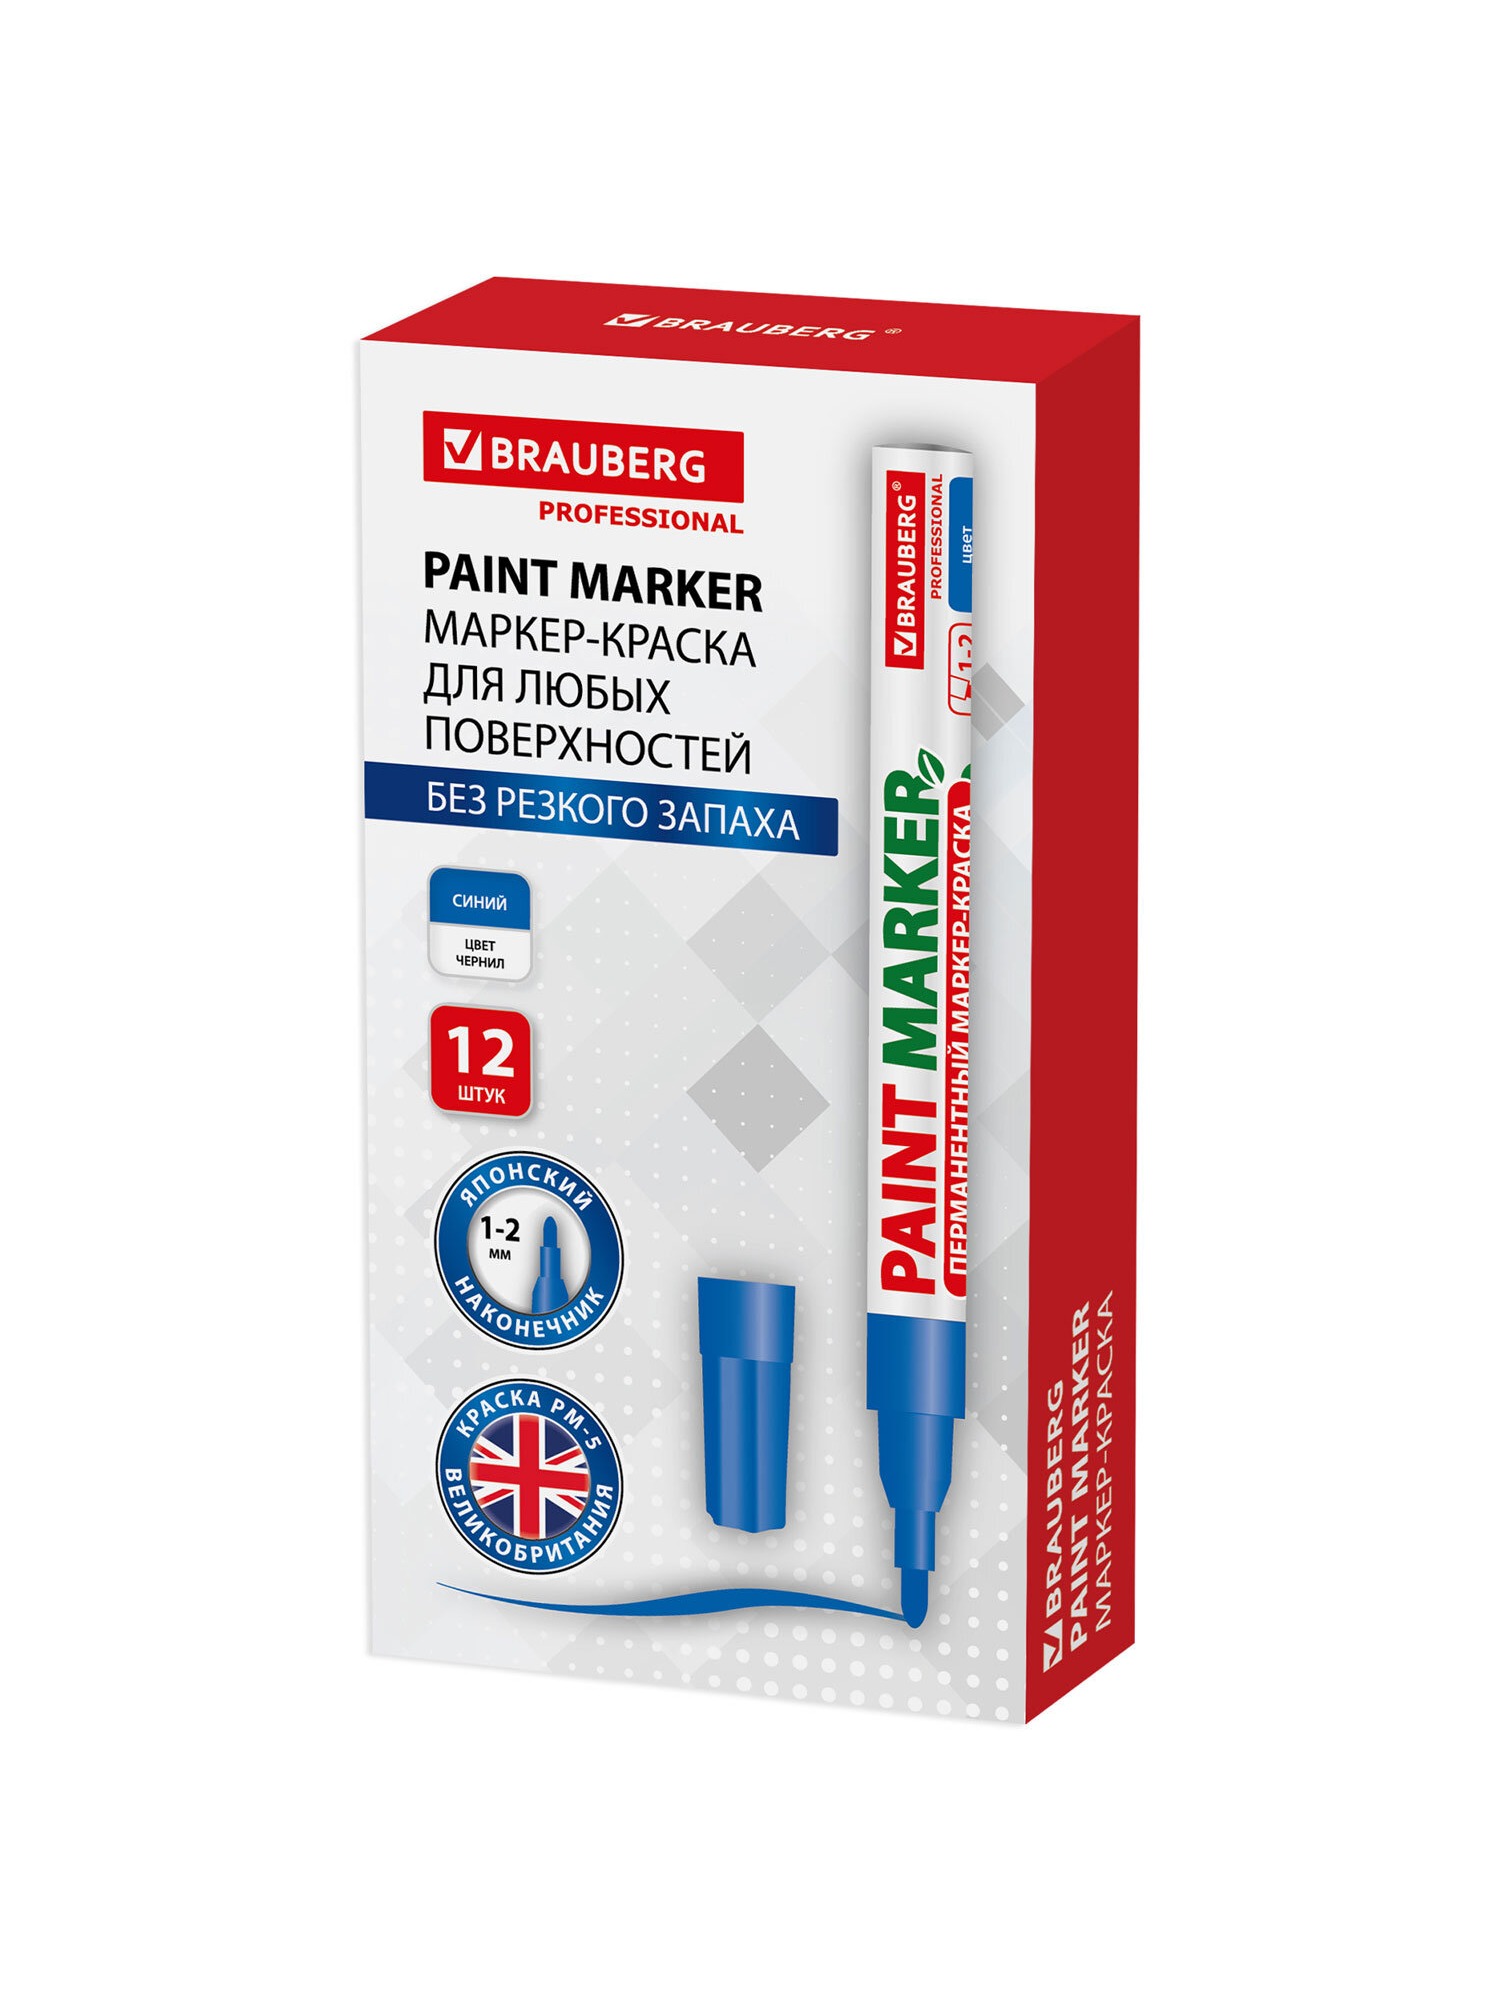 BRAUBERG ®
BRAUBERG
PROFESSIONAL
PAINT MARKER
МАРКЕР-КРАСКА
ДЛЯ ЛЮБЫХ
ПОВЕРХНОСТЕЙ
БЕЗ РЕЗКОГО ЗАПАХА
СИНИЙ
ЦВЕТ
ЧЕРНИЛ
12
ШТУК
ЯПОНСКИЙ
1-2
ММ
НАКОНЕЧНИК
КРАСКА PM-5
ВЕЛИКОБРИТАНИЯ
BRAUBERG®
PROFESSIONAL
цвет
1-2
PAINT MARKER
ПЕРМАНЕНТНЫЙ МАРКЕР-КРАСКА
BRAUBERG
PAINT MARKER
МАРКЕР-КРАСКА